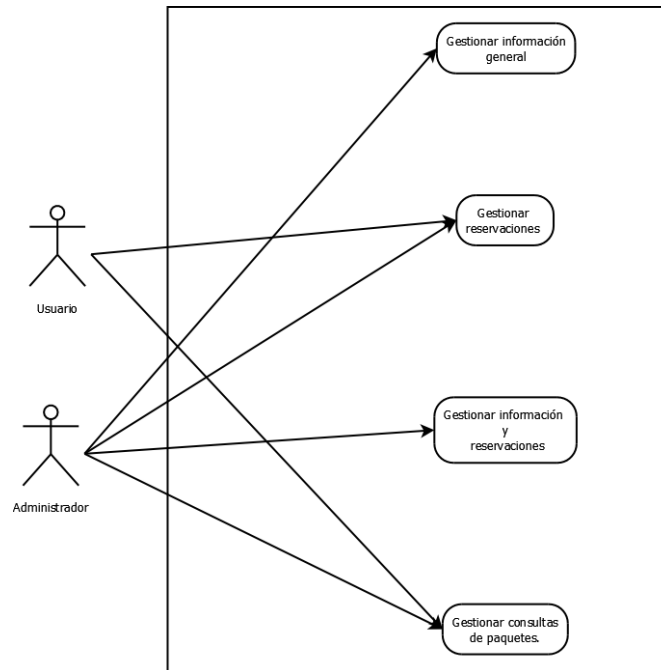 Gestionar información
general
Gestionar
reservaciones
Usuario
Gestionar información
y
reservaciones
Administrador
Gestionar consultas
de paquetes.